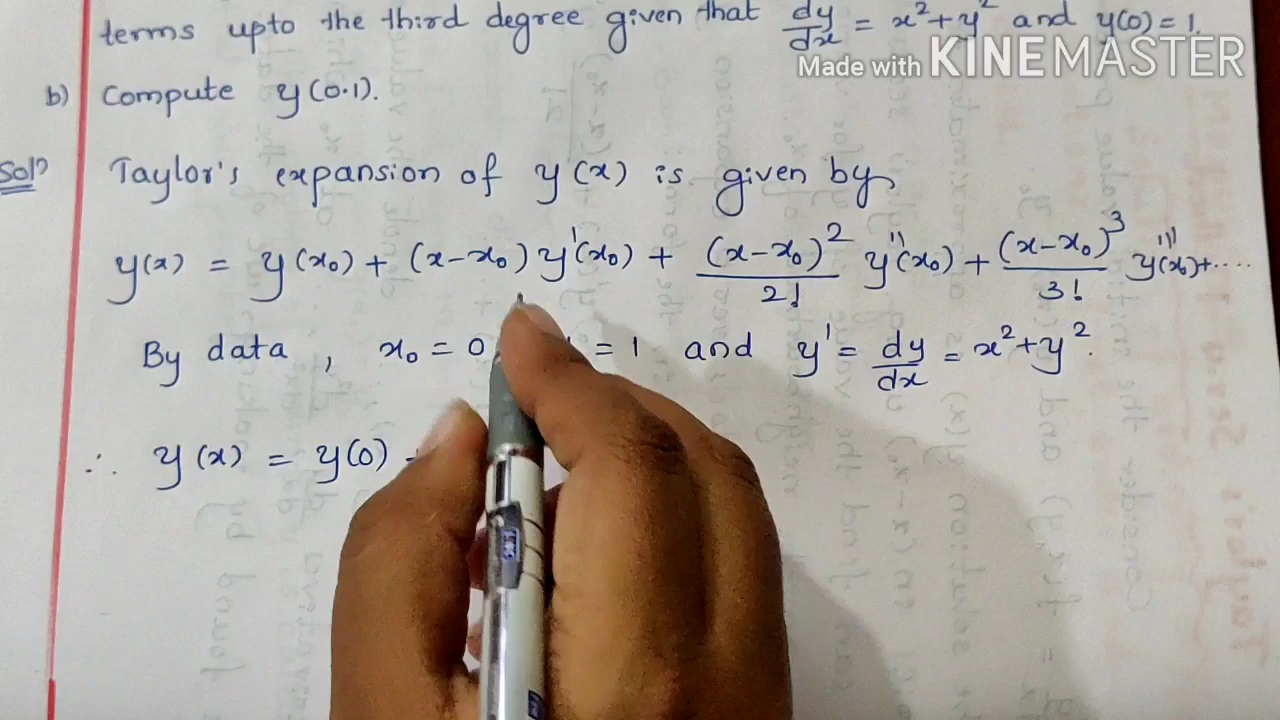 terms upto the third degree given that dy/dx = x² + y² and y(0) = 1.
Made with KINEMASTER
b) Compute y(0.1).
Solⁿ Taylor's expansion of y(x) is given by
y(x) = y(x₀) + (x-x₀) y'(x₀) + (x-x₀)²/2! y''(x₀) + (x-x₀)³/3! y'''(x₀) + ....
By data, x₀ = 0 = 1 and y' = dy/dx = x² + y².
∴ y(x) = y(0)